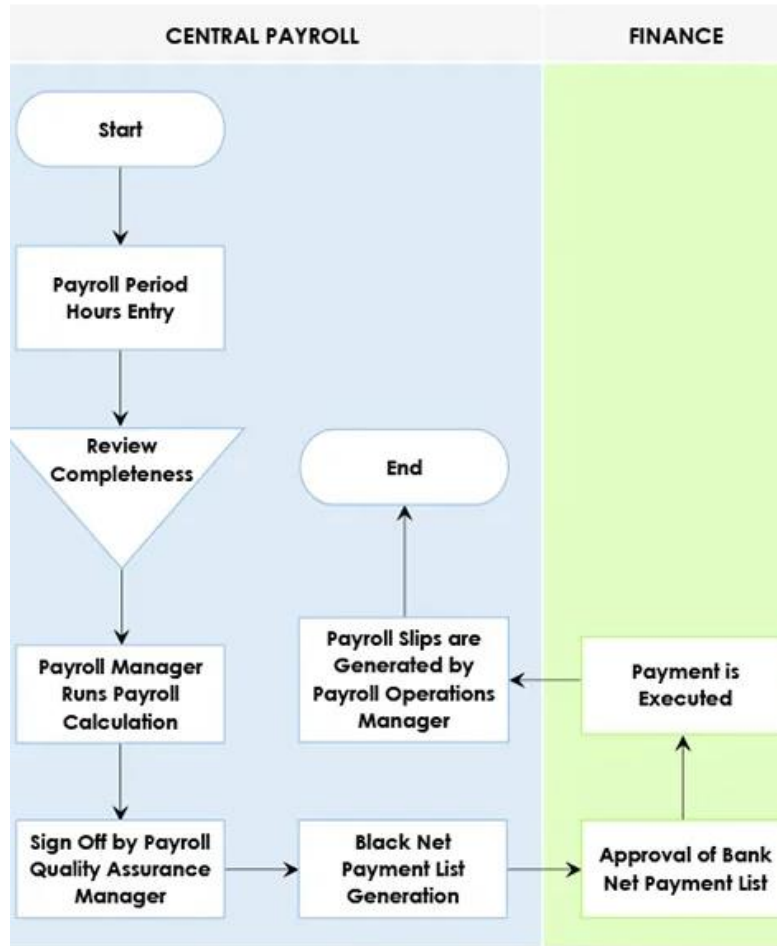 CENTRAL PAYROLL
FINANCE
Start
Payroll Period
Hours Entry
Review
Completeness
End
Payroll Manager
Runs Payroll
Calculation
Payroll Slips are
Generated by
Payroll Operations
Manager
Payment is
Executed
Sign Off by Payroll
Quality Assurance
Manager
Black Net
Payment List
Generation
Approval of Bank
Net Payment List